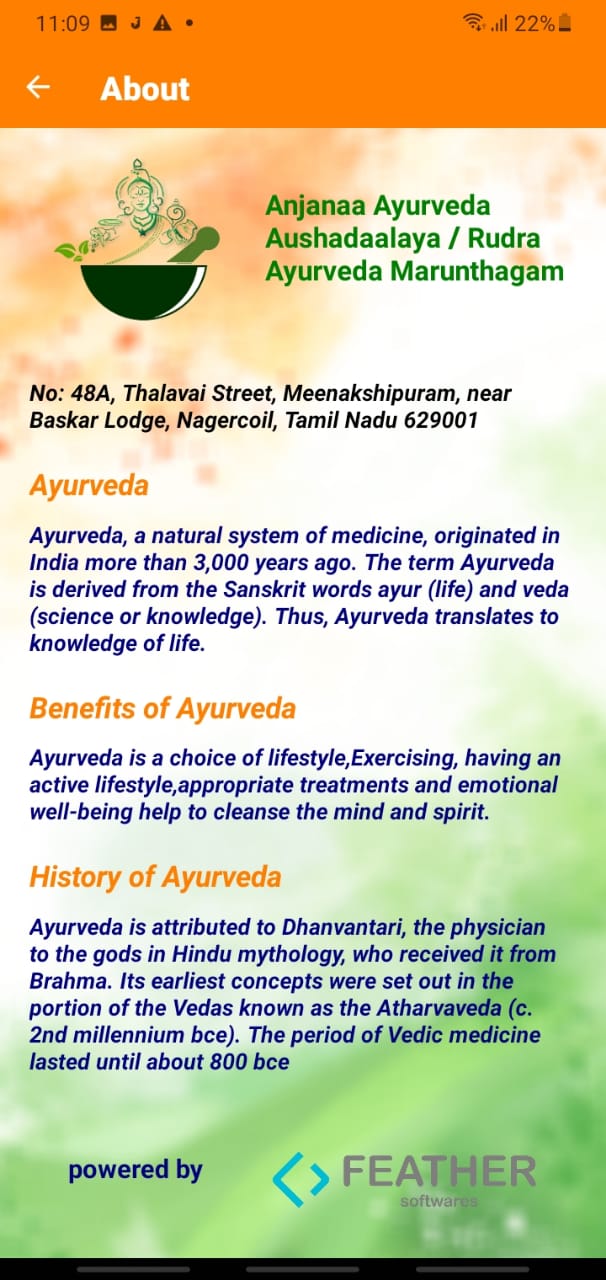 11:09 J 22%
About
Anjanaa Ayurveda
Aushadaalaya / Rudra
Ayurveda Marunthagam
No: 48A, Thalavai Street, Meenakshipuram, near
Baskar Lodge, Nagercoil, Tamil Nadu 629001
Ayurveda
Ayurveda, a natural system of medicine, originated in
India more than 3,000 years ago. The term Ayurveda
is derived from the Sanskrit words ayur (life) and veda
(science or knowledge). Thus, Ayurveda translates to
knowledge of life.
Benefits of Ayurveda
Ayurveda is a choice of lifestyle,Exercising, having an
active lifestyle,appropriate treatments and emotional
well-being help to cleanse the mind and spirit.
History of Ayurveda
Ayurveda is attributed to Dhanvantari, the physician
to the gods in Hindu mythology, who received it from
Brahma. Its earliest concepts were set out in the
portion of the Vedas known as the Atharvaveda (c.
2nd millennium bce). The period of Vedic medicine
lasted until about 800 bce
powered by FEATHER
softwares